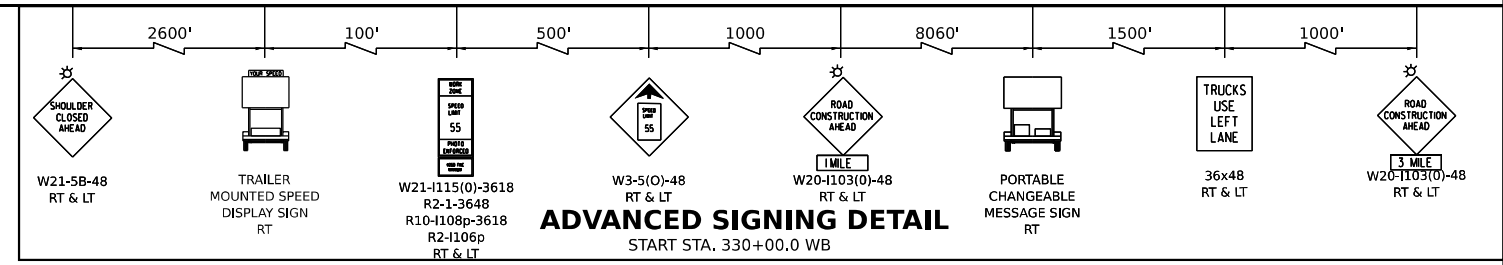 2600'
100'
500'
1000
8060'
1500'
1000'
SHOULDER
CLOSED
AHEAD
W21-5B-48
RT & LT
YOUR SPEED
TRAILER
MOUNTED SPEED
DISPLAY SIGN
RT
WORK
ZONE
SPEED
LIMIT
55
PHOTO
ENFORCED
W21-I115(0)-3618
R2-1-3648
R10-I108p-3618
R2-I106p
RT & LT
SPEED
LIMIT
55
W3-5(O)-48
RT & LT
ROAD
CONSTRUCTION
AHEAD
1 MILE
W20-I103(0)-48
RT & LT
PORTABLE
CHANGEABLE
MESSAGE SIGN
RT
TRUCKS
USE
LEFT
LANE
36x48
RT & LT
ROAD
CONSTRUCTION
AHEAD
3 MILE
W20-I103(0)-48
RT & LT
ADVANCED SIGNING DETAIL
START STA. 330+00.0 WB